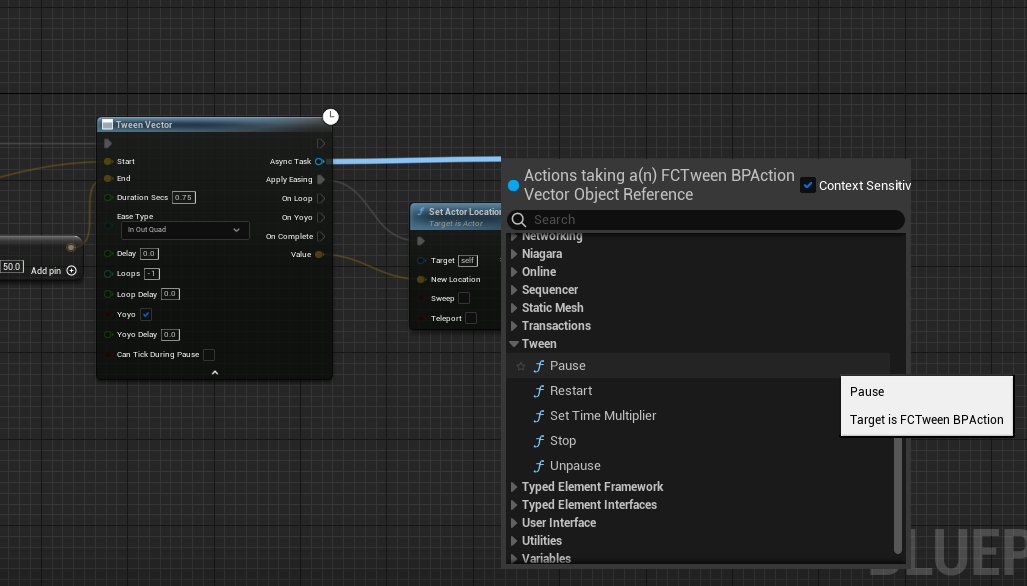 Tween Vector
Start
End
Duration Secs 0.75
Ease Type
In Out Quad
Delay 0.0
Loops -1
Loop Delay 0.0
Yoyo
Yoyo Delay 0.0
Can Tick During Pause
Async Task
Apply Easing
On Loop
On Yoyo
On Complete
Value
50.0
Add pin
Set Actor Location
Target is Actor
Target self
New Location
Sweep
Teleport
Actions taking a(n) FCTween BPAction
Vector Object Reference
Context Sensitiv
Search
Networking
Niagara
Online
Sequencer
Static Mesh
Transactions
Tween
Pause
Restart
Set Time Multiplier
Stop
Unpause
Typed Element Framework
Typed Element Interfaces
User Interface
Utilities
Variables
Pause
Target is FCTween BPAction
BLUEP